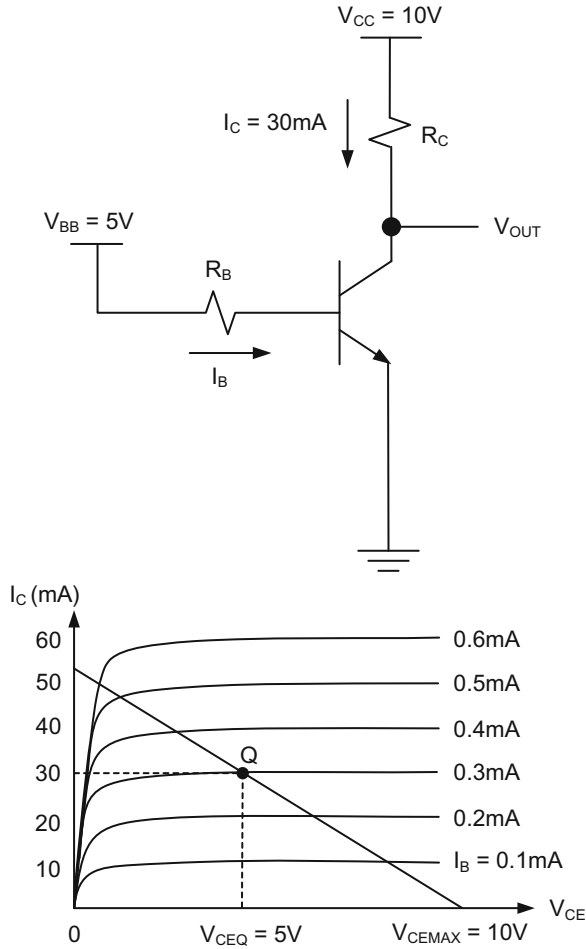 V_CC = 10V
I_C = 30mA
R_C
V_BB = 5V
V_OUT
R_B
I_B
I_C (mA)
60
0.6mA
50
0.5mA
40
0.4mA
Q
30
0.3mA
20
0.2mA
10
I_B = 0.1mA
V_CE
0
V_CEQ = 5V
V_CEMAX = 10V